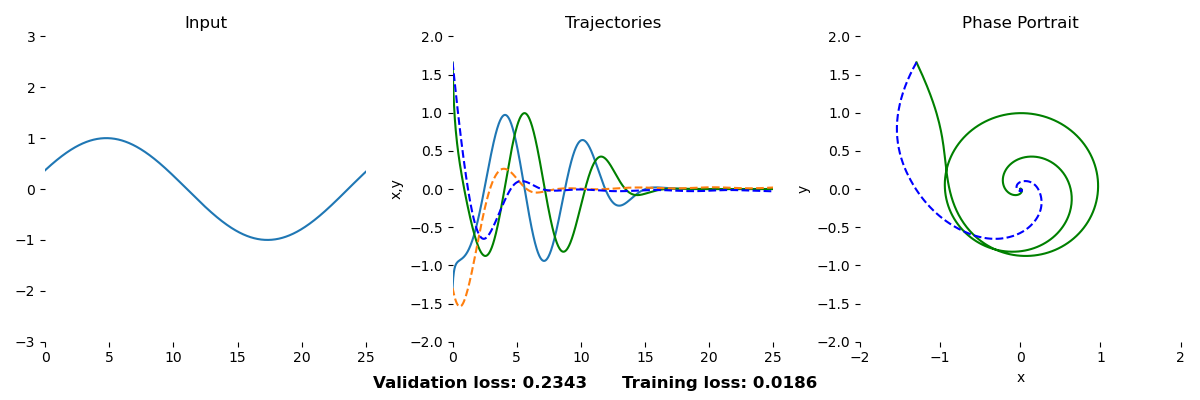 Input
3
2
1
0
−1
−2
−3
0 5 10 15 20 25
Trajectories
x,y
2.0
1.5
1.0
0.5
0.0
−0.5
−1.0
−1.5
−2.0
0 5 10 15 20 25
Phase Portrait
y
2.0
1.5
1.0
0.5
0.0
−0.5
−1.0
−1.5
−2.0
−2 −1 0 1 2
x
Validation loss: 0.2343 Training loss: 0.0186